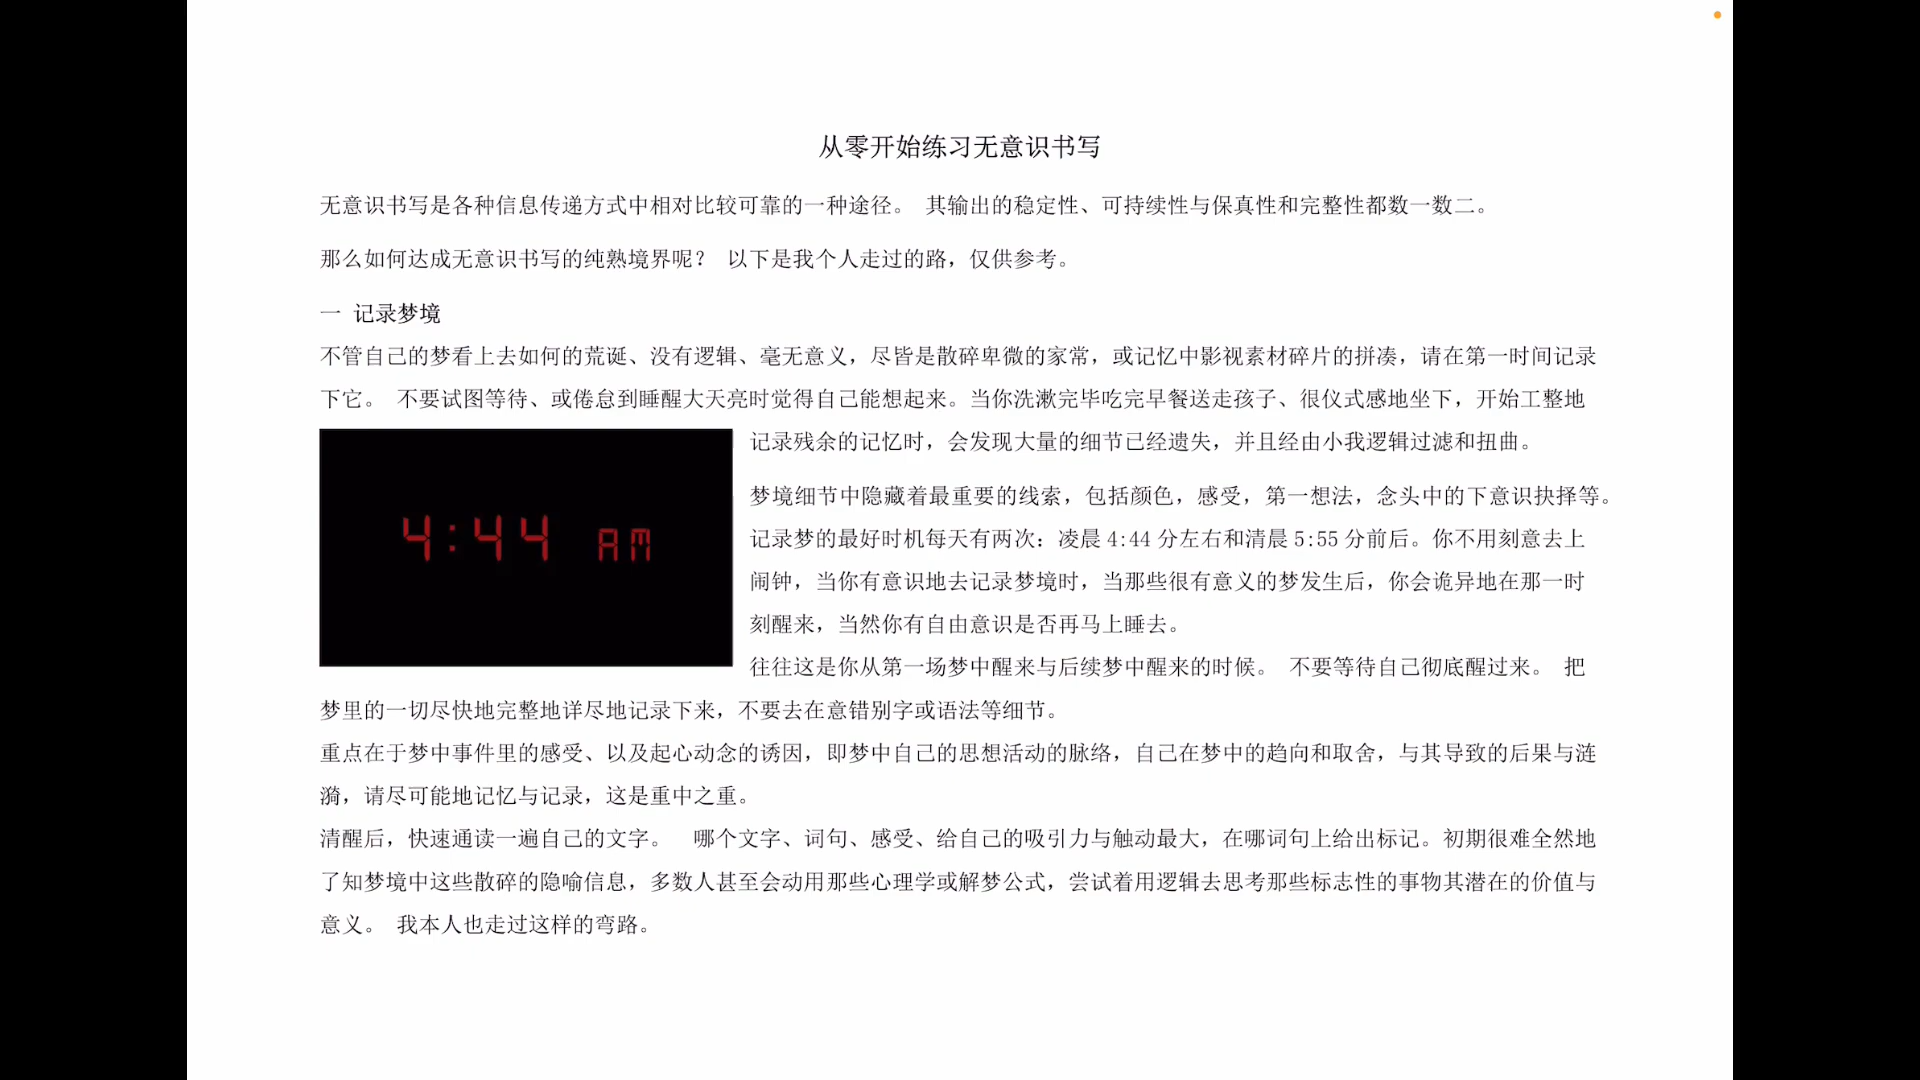 从零开始练习无意识书写
无意识书写是各种信息传递方式中相对比较可靠的一种途径。 其输出的稳定性、可持续性与保真性和完整性都数一数二。
那么如何达成无意识书写的纯熟境界呢? 以下是我个人走过的路，仅供参考。
一 记录梦境
不管自己的梦看上去如何的荒诞、没有逻辑、毫无意义，尽皆是散碎卑微的家常，或记忆中影视素材碎片的拼凑，请在第一时间记录
下它。 不要试图等待、或倦怠到睡醒大天亮时觉得自己能想起来。当你洗漱完毕吃完早餐送走孩子、很仪式感地坐下，开始工整地
记录残余的记忆时，会发现大量的细节已经遗失，并且经由小我逻辑过滤和扭曲。
4:44 AM
梦境细节中隐藏着最重要的线索，包括颜色，感受，第一想法，念头中的下意识抉择等。
记录梦的最好时机每天有两次：凌晨 4:44 分左右和清晨 5:55 分前后。你不用刻意去上
闹钟，当你有意识地去记录梦境时，当那些很有意义的梦发生后，你会诡异地在那一时
刻醒来，当然你有自由意识是否再马上睡去。
往往这是你从第一场梦中醒来与后续梦中醒来的时候。 不要等待自己彻底醒过来。 把
梦里的一切尽快地完整地详尽地记录下来，不要去在意错别字或语法等细节。
重点在于梦中事件里的感受、以及起心动念的诱因，即梦中自己的思想活动的脉络，自己在梦中的趋向和取舍，与其导致的后果与涟
漪，请尽可能地记忆与记录，这是重中之重。
清醒后，快速通读一遍自己的文字。 哪个文字、词句、感受、给自己的吸引力与触动最大，在哪词句上给出标记。初期很难全然地
了知梦境中这些散碎的隐喻信息，多数人甚至会动用那些心理学或解梦公式，尝试着用逻辑去思考那些标志性的事物其潜在的价值与
意义。 我本人也走过这样的弯路。